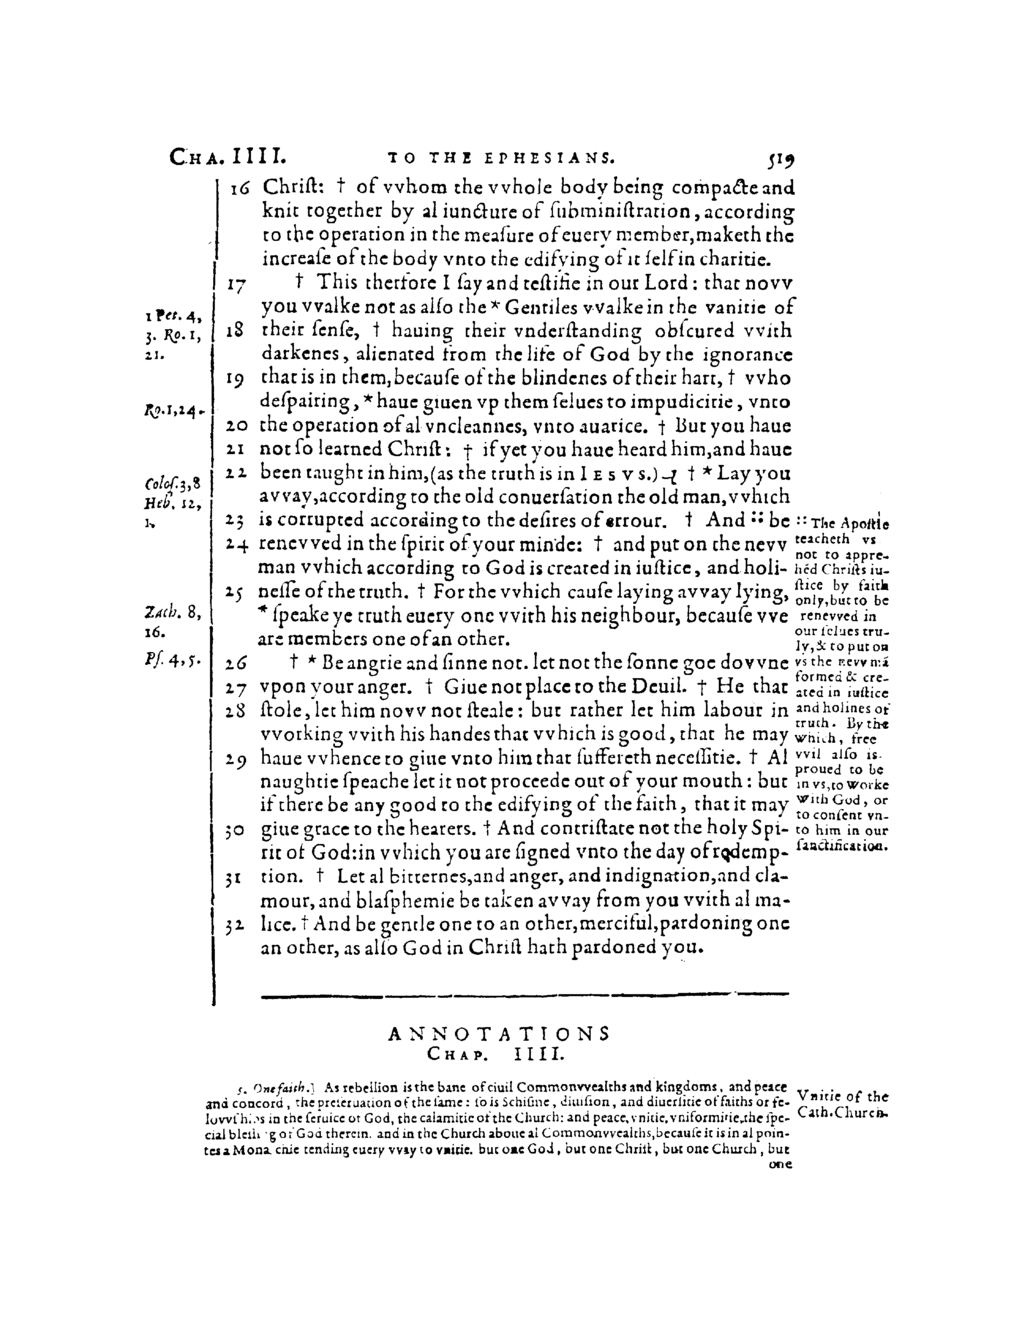 CHA. IIII. TO THE EPHESIANS. 519
16 Chriſt: † of vvhom the vvhole body being compacte and
knit together by al iuncture of ſubminiſtration, according
to the operation in the meaſure of euery member, maketh the
increaſe of the body vnto the edifying of it ſelf in charitie.
17 † This therfore I ſay and teſtifie in our Lord: that novv
you vvalke not as alſo the * Gentiles vvalke in the vanitie of
18 their ſenſe, † hauing their vnderſtanding obſcured vvith
darkenes, alienated from the life of God by the ignorance
19 that is in them, becauſe of the blindenes of their hart, † vvho
deſpairing, * haue giuen vp them ſelues to impudicitie, vnto
20 the operation of al vncleannes, vnto auarice. † But you haue
21 not ſo learned Chriſt: † if yet you haue heard him, and haue
22 been taught in him, (as the truth is in IESVS.) ⊰ † * Lay you
avvay, according to the old conuerſation the old man, vvhich
23 is corrupted according to the deſires of errour. † And :: be
24 renevved in the ſpirit of your minde: † and put on the nevv
man vvhich according to God is created in iuſtice, and holi-
25 neſſe of the truth. † For the vvhich cauſe laying avvay lying,
* ſpeake ye truth euery one vvith his neighbour, becauſe vve
are members one of an other.
26 † * Be angrie and ſinne not. let not the ſonne goe dovvne
27 vpon your anger. † Giue not place to the Deuil. † He that
28 ſtole, let him novv not ſteale: but rather let him labour in
vvorking vvith his handes that vvhich is good, that he may
29 haue vvhence to giue vnto him that ſuffereth neceſſitie. † Al
naughtie ſpeache let it not proceede out of your mouth: but
if there be any good to the edifying of the faith, that it may
30 giue grace to the hearers. † And contriſtate not the holy Spi-
rit of God: in vvhich you are ſigned vnto the day of redemp-
31 tion. † Let al bitternes, and anger, and indignation, and cla-
mour, and blaſphemie be taken avvay from you vvith al ma-
32 lice. † And be gentle one to an other, merciful, pardoning one
an other, as alſo God in Chriſt hath pardoned you.
1 Pet. 4,
3. Ro. 1,
21.
Ro. 1, 24.
Coloſ. 3, 8
Heb. 12,
1.
Zach. 8,
16.
Pſ. 4, 5.
:: The Apoſtle
teacheth vs
not to appre-
hēd Chriſts iu-
ſtice by faith
only, but to be
renevved in
our ſelues tru-
ly, & to put on
vs the nevv mā
formed & cre-
ated in iuſtice
and holines of
truth. By the
which, free
vvil alſo is
proued to be
in vs, to worke
with God, or
to conſent vn-
to him in our
ſanctification.
ANNOTATIONS
CHAP. IIII.
5. One faith.] As rebellion is the bane of ciuil Commonvvealths and kingdoms, and peace
and concord, the preſeruation of the ſame: ſo is Schiſme, diuiſion, and diuerſitie of faiths or fe-
lovvſhips in the ſeruice of God, the calamitie of the Church: and peace, vnitie, vniformitie, the ſpe-
cial bleſſing of God therein. and in the Church aboue al Commonvvealths, becauſe it is in al poin-
tes a Monarchie tending euery vvay to vnitie. but one God, but one Chriſt, but one Church, but
one
Vnitie of the
Cath. Church.